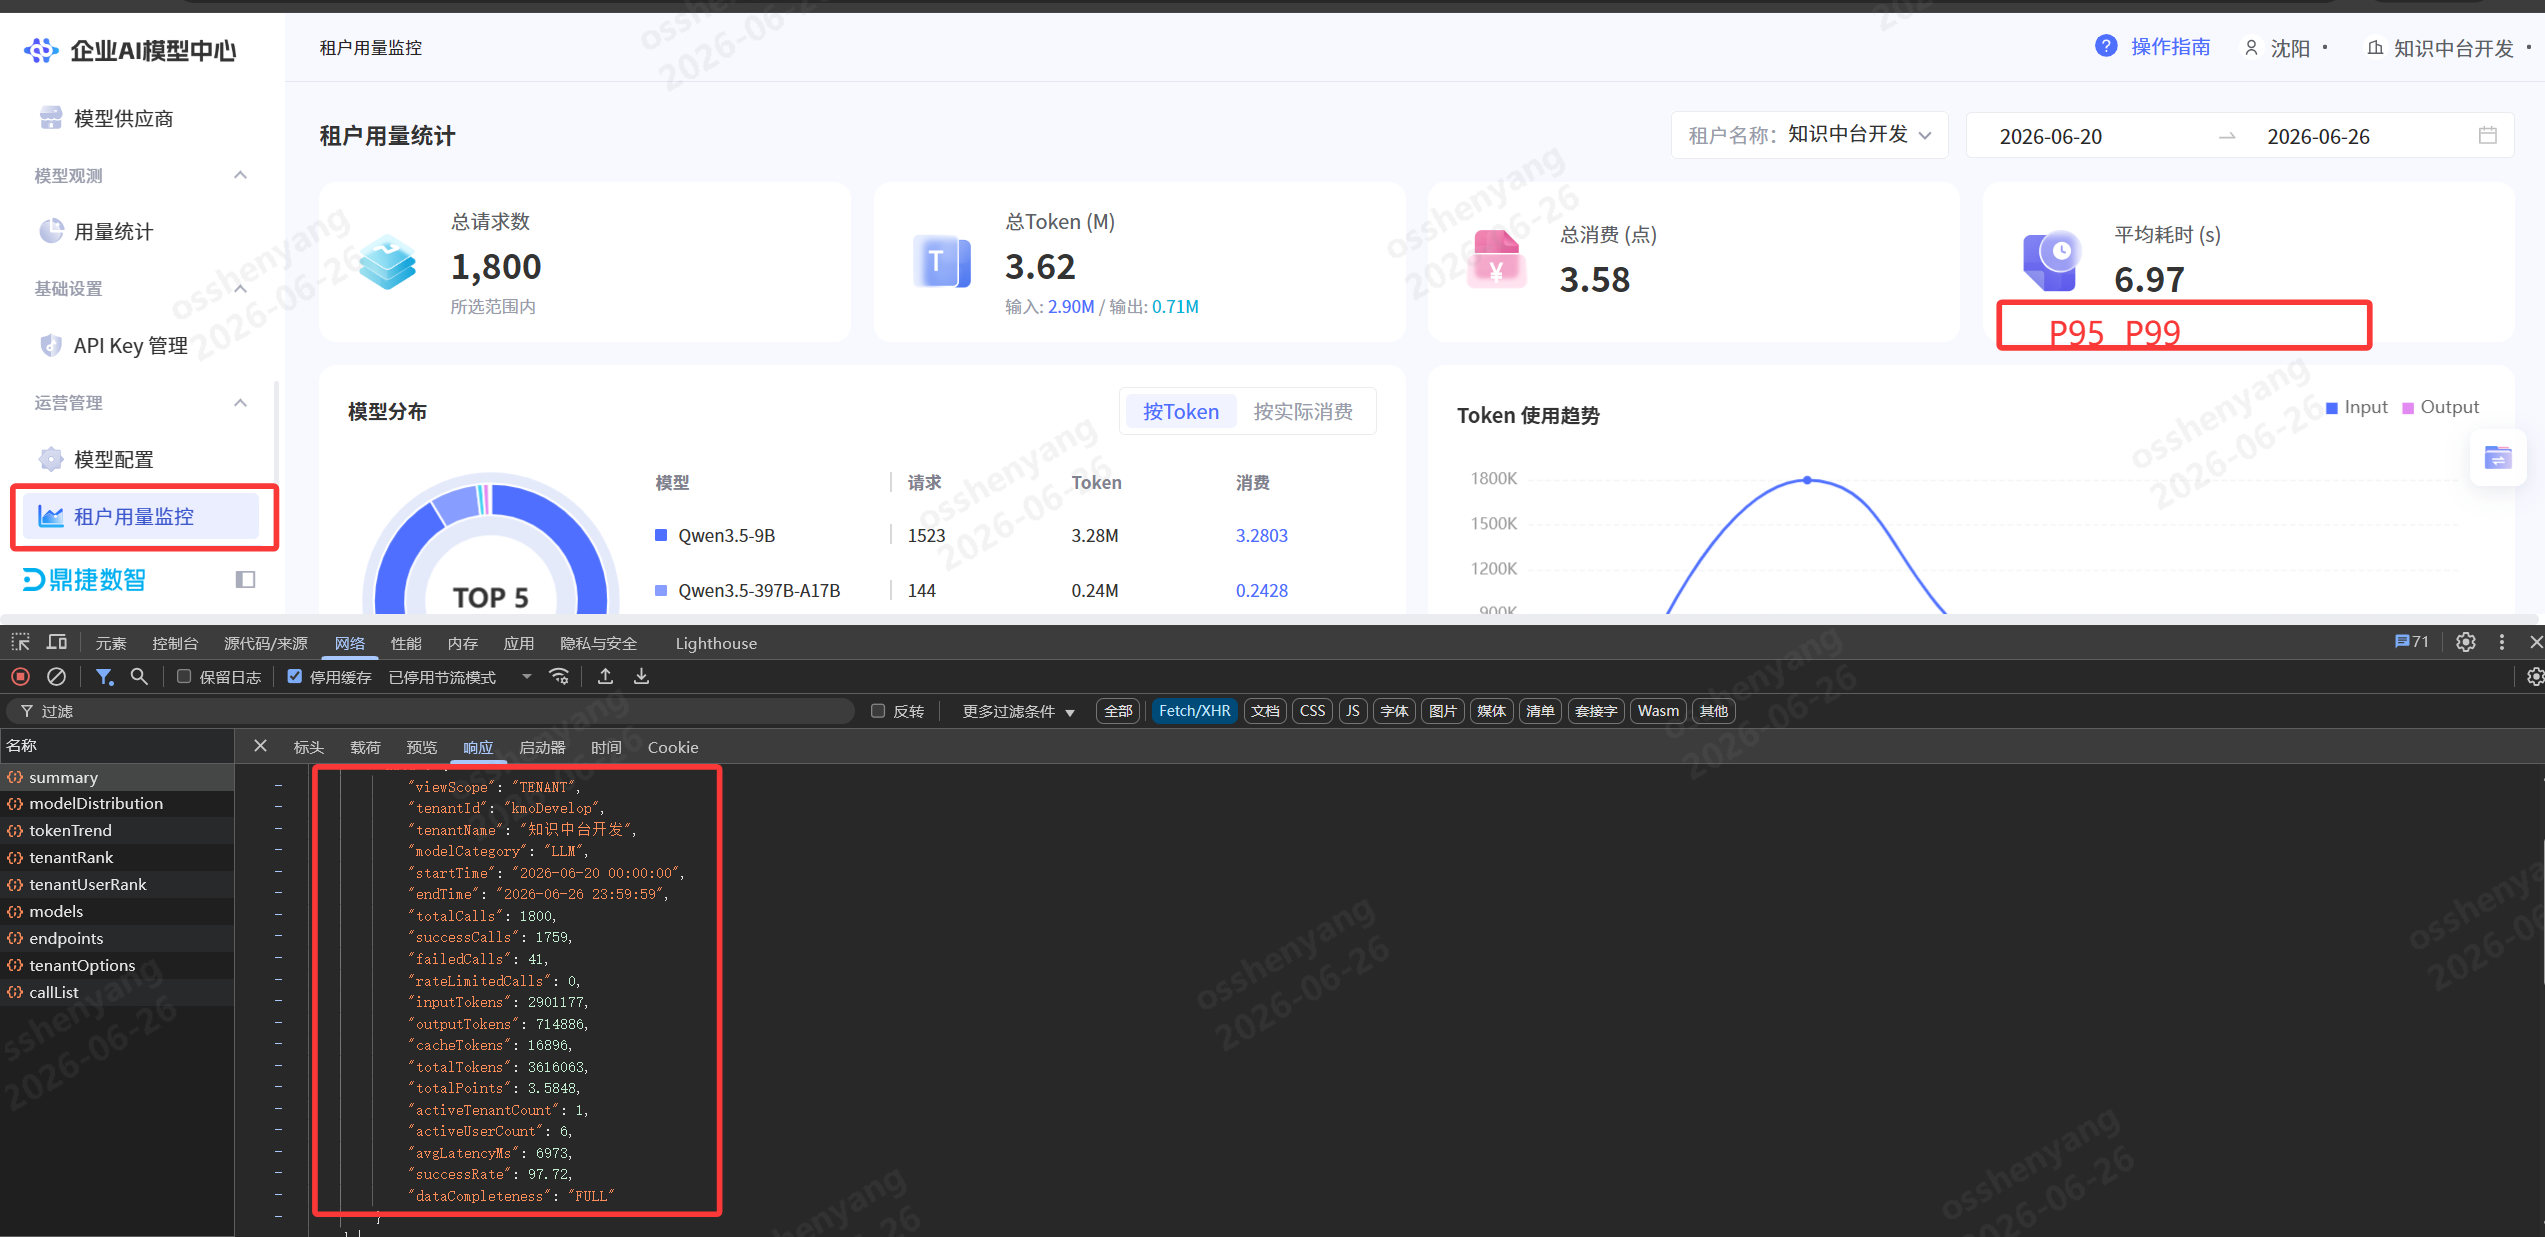 企业AI模型中心
模型供应商
模型观测
用量统计
基础设置
API Key 管理
运营管理
模型配置
租户用量监控
鼎捷数智
租户用量监控
操作指南
沈阳
知识中台开发
租户用量统计
租户名称: 知识中台开发
2026-06-20 → 2026-06-26
总请求数
1,800
所选范围内
T
总Token (M)
3.62
输入: 2.90M / 输出: 0.71M
¥
总消费 (点)
3.58
平均耗时 (s)
6.97
P95 P99
模型分布
按Token 按实际消费
TOP 5
模型 请求 Token 消费
Qwen3.5-9B 1523 3.28M 3.2803
Qwen3.5-397B-A17B 144 0.24M 0.2428
Token 使用趋势
Input Output
1800K
1500K
1200K
900K
元素 控制台 源代码/来源 网络 性能 内存 应用 隐私与安全 Lighthouse 71
保留日志 停用缓存 已停用节流模式
过滤 反转 更多过滤条件 全部 Fetch/XHR 文档 CSS JS 字体 图片 媒体 清单 套接字 Wasm 其他
名称
summary
modelDistribution
tokenTrend
tenantRank
tenantUserRank
models
endpoints
tenantOptions
callList
标头 载荷 预览 响应 启动器 时间 Cookie
"viewScope": "TENANT",
"tenantId": "kmoDevelop",
"tenantName": "知识中台开发",
"modelCategory": "LLM",
"startTime": "2026-06-20 00:00:00",
"endTime": "2026-06-26 23:59:59",
"totalCalls": 1800,
"successCalls": 1759,
"failedCalls": 41,
"rateLimitedCalls": 0,
"inputTokens": 2901177,
"outputTokens": 714886,
"cacheTokens": 16896,
"totalTokens": 3616063,
"totalPoints": 3.5848,
"activeTenantCount": 1,
"activeUserCount": 6,
"avgLatencyMs": 6973,
"successRate": 97.72,
"dataCompleteness": "FULL"
}
osshenyang
2026-06-26